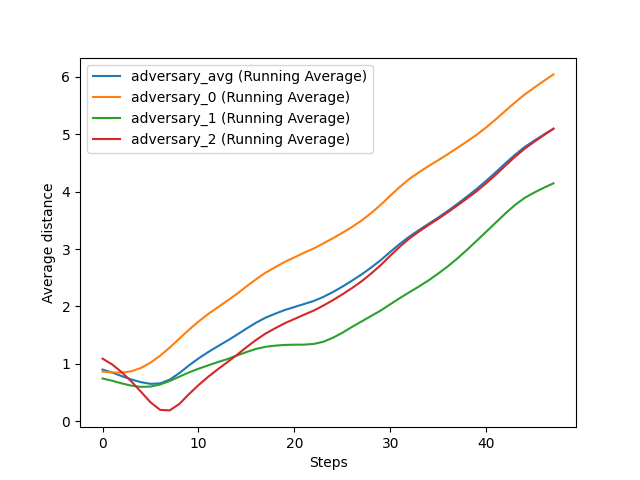 adversary_avg (Running Average)
adversary_0 (Running Average)
adversary_1 (Running Average)
adversary_2 (Running Average)
6
5
4
3
2
1
0
Average distance
0 10 20 30 40
Steps